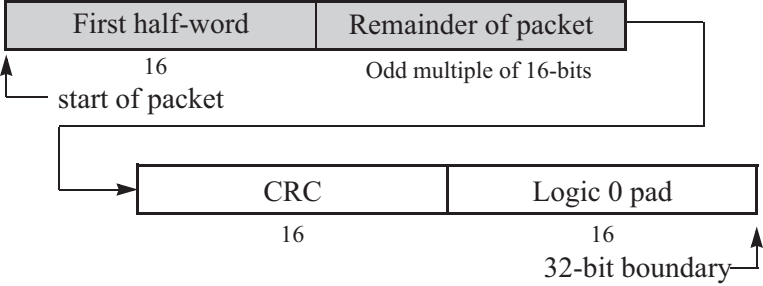 First half-word Remainder of packet
16 Odd multiple of 16-bits
start of packet
CRC Logic 0 pad
16 16
32-bit boundary